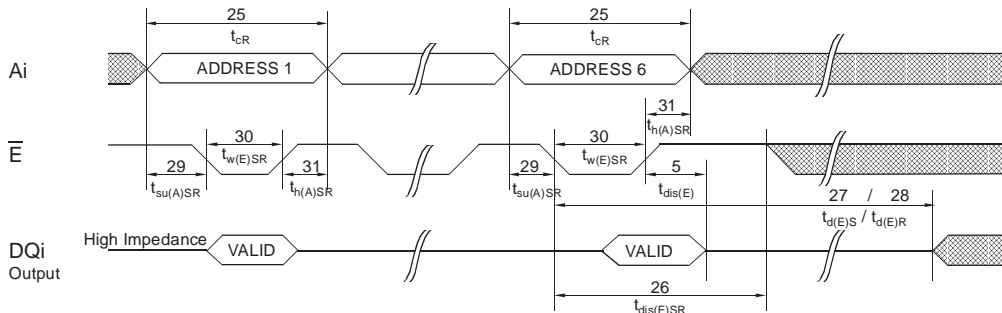 25
25
tcR
tcR
Ai
ADDRESS 1
ADDRESS 6
31
th(A)SR
30
30
E
tw(E)SR
tw(E)SR
29
31
29
5
tsu(A)SR
th(A)SR
tsu(A)SR
tdis(E)
27 / 28
td(E)S / td(E)R
High Impedance
DQi
VALID
VALID
Output
26
tdis(E)SR